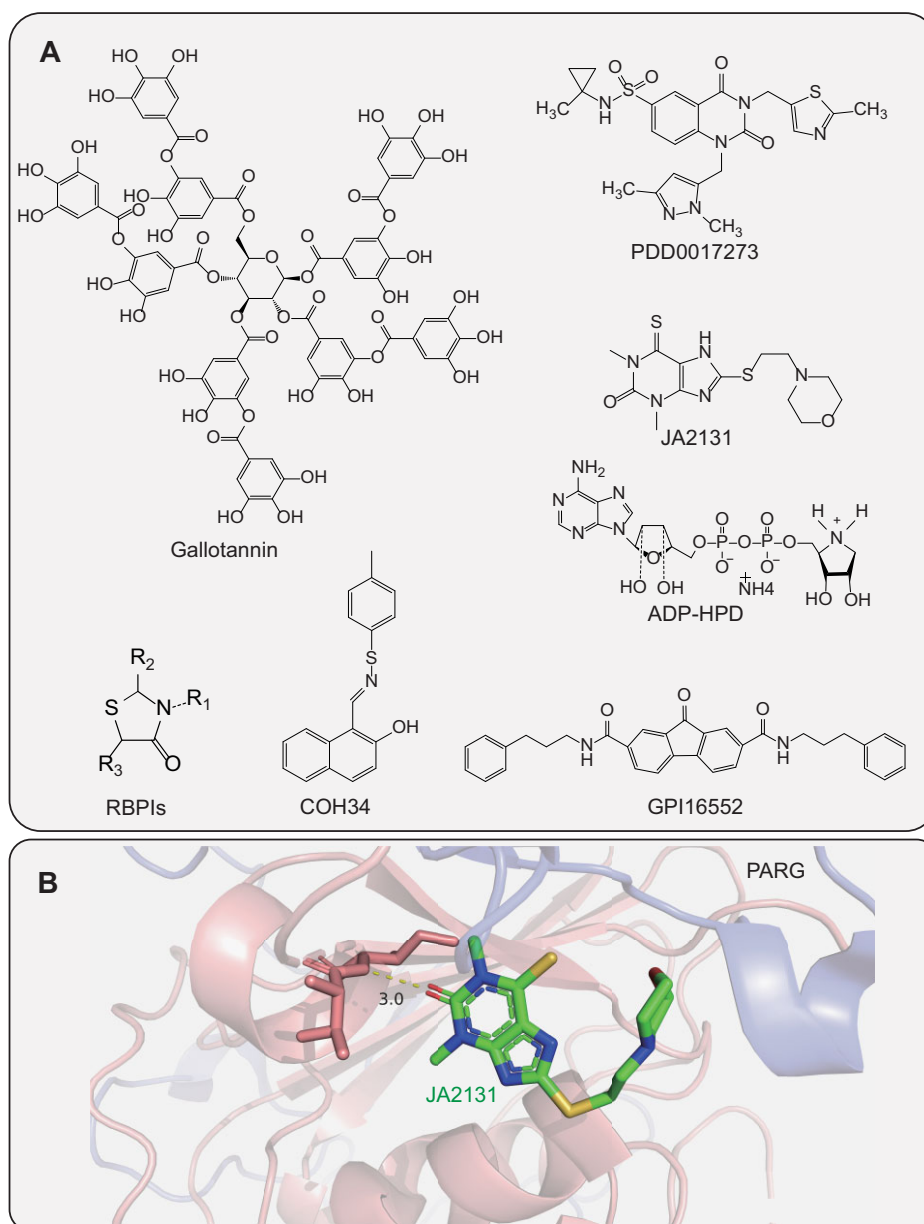 A
OH
HO OH
HO
O
O
OH
HO
OH
HO
HO
O
O
HO
HO
O
O
O
O
HO
HO
O
O
O
O
O
O
OH
HO
OH
O
O
O
OH
OH
OH
O
O
O
O
OH
OH
OH
OH
OH
O
O
HO
HO
O
O
OH
HO OH
Gallotannin
O O
S
H₃C
N
H
O
N
N
O
S
N
CH₃
H₃C
N
N
CH₃
PDD0017273
S
N
N
O
H
N
N
S
N
O
JA2131
NH₂
N
N
N
N
O
HO OH
O
O
P
O⁻
O
O
P
O⁻
O
H H
N
+
HO OH
+
NH4
ADP-HPD
R₂
S
N
R₁
R₃
O
RBPIs
S
N
OH
COH34
O
O
O
N
H
N
H
GPI16552
B
PARG
3.0
JA2131